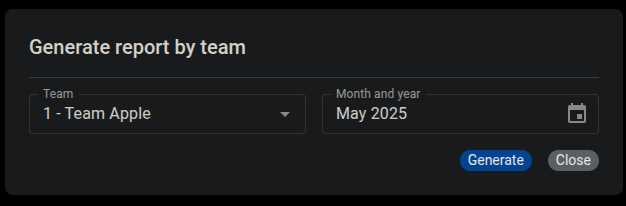 Generate report by team
Team
1 - Team Apple
Month and year
May 2025
Generate
Close